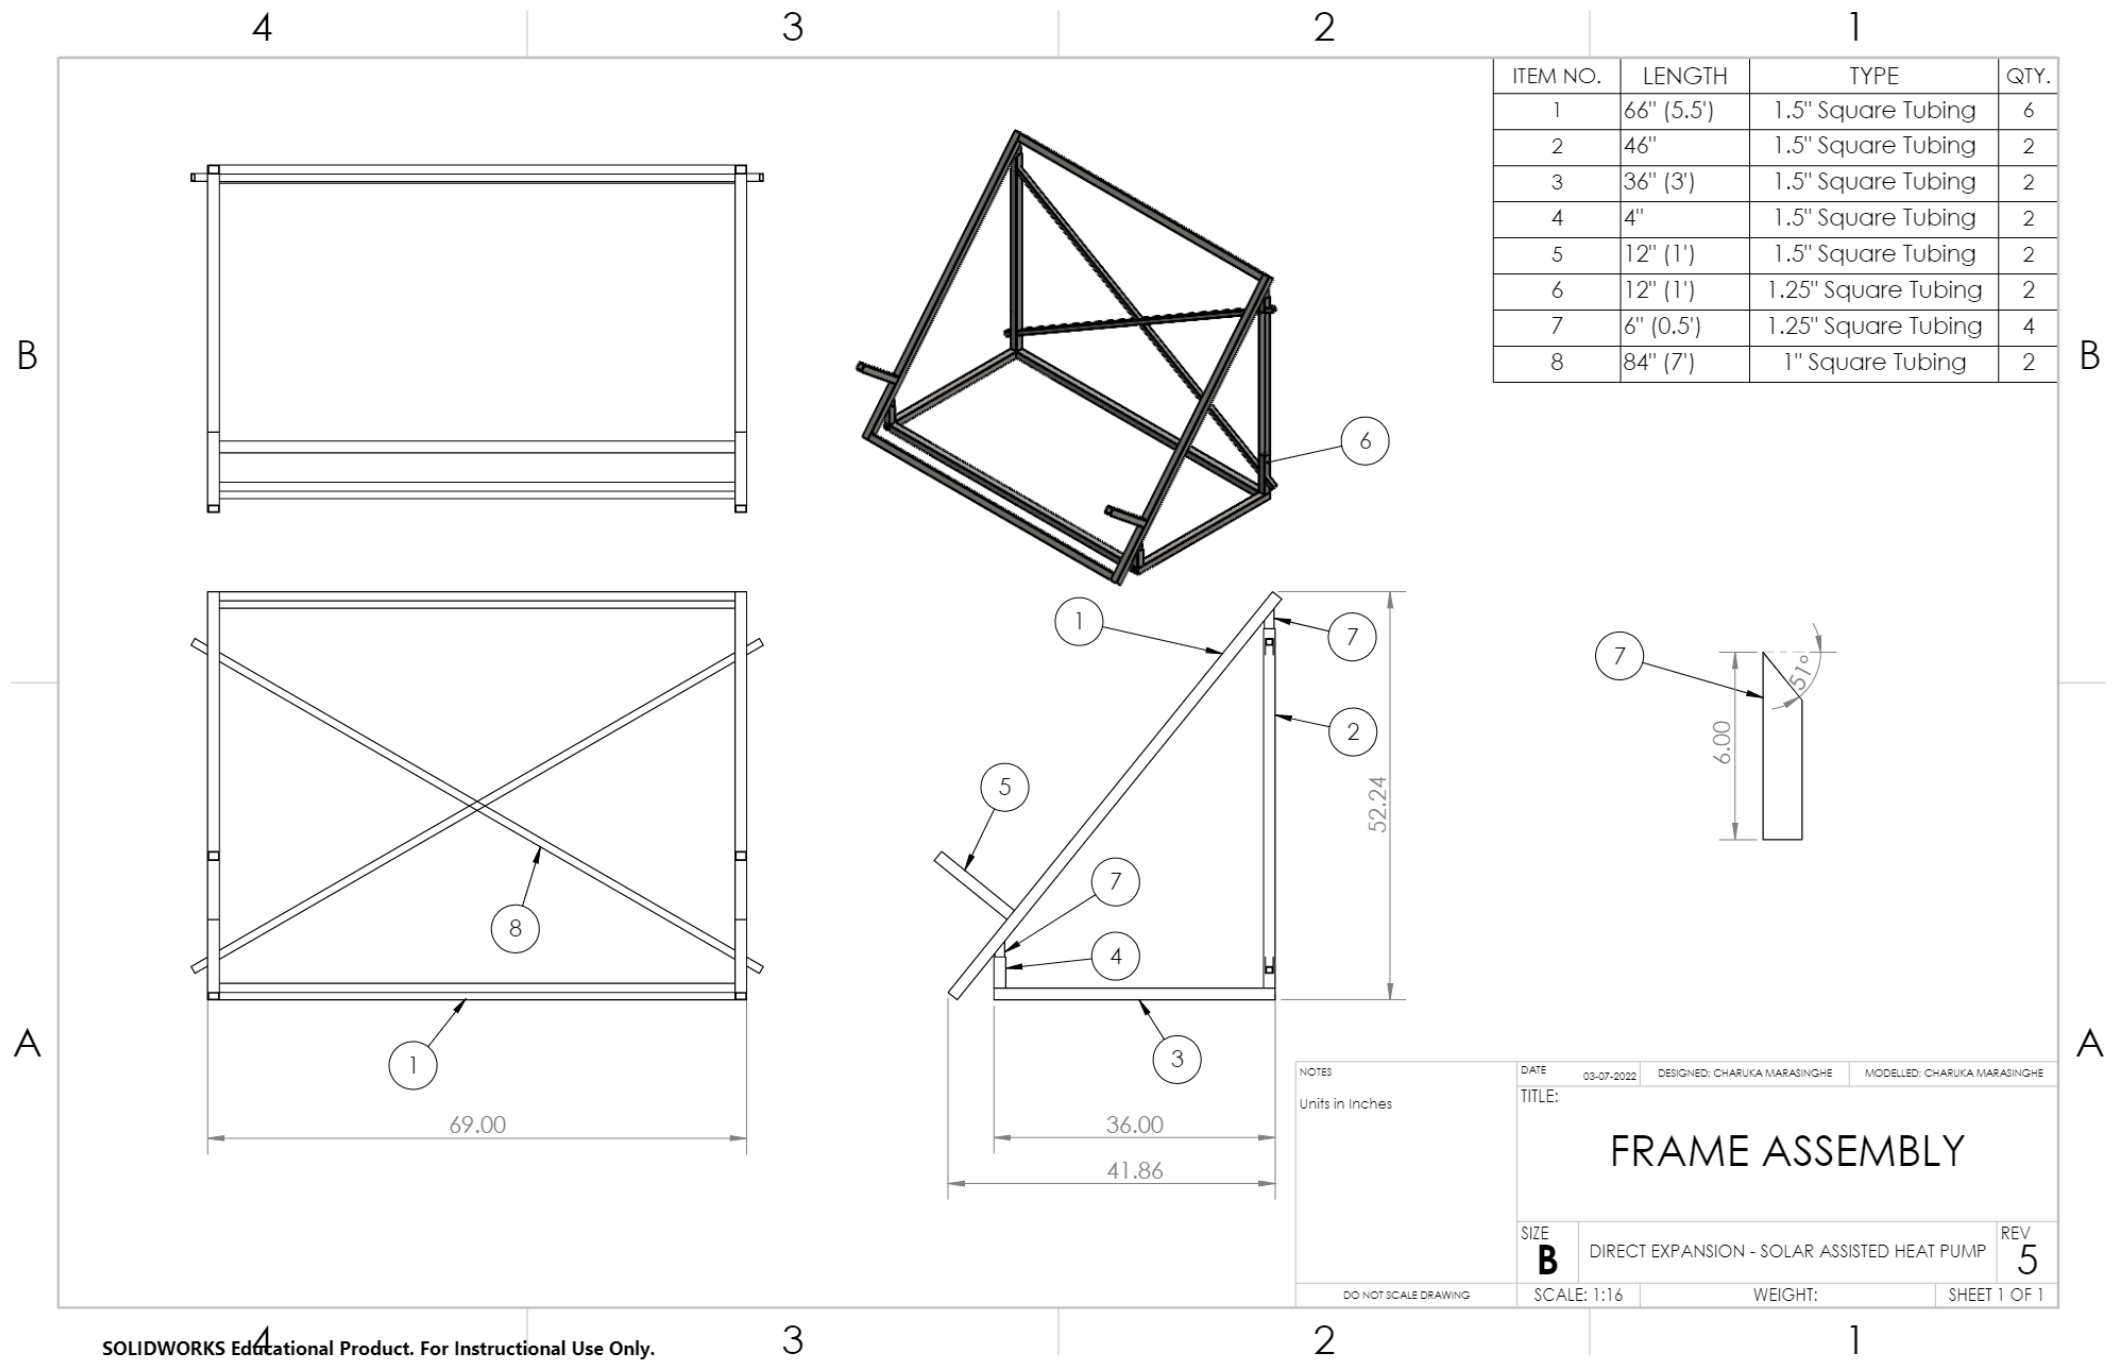 4 3 2 1
ITEM NO. LENGTH TYPE QTY.
1 66" (5.5') 1.5" Square Tubing 6
2 46" 1.5" Square Tubing 2
3 36" (3') 1.5" Square Tubing 2
4 4" 1.5" Square Tubing 2
5 12" (1') 1.5" Square Tubing 2
6 12" (1') 1.25" Square Tubing 2
7 6" (0.5') 1.25" Square Tubing 4
8 84" (7') 1" Square Tubing 2
B B
6
1
7
7
51°
6.00
2
52.24
5
7
8
4
A A
1
3
69.00
36.00
41.86
NOTES
Units in Inches
DO NOT SCALE DRAWING
DATE 03-07-2022 DESIGNED: CHARUKA MARASINGHE MODELLED: CHARUKA MARASINGHE
TITLE:
FRAME ASSEMBLY
SIZE
B
DIRECT EXPANSION - SOLAR ASSISTED HEAT PUMP
REV
5
SCALE: 1:16 WEIGHT: SHEET 1 OF 1
4 3 2 1
SOLIDWORKS Educational Product. For Instructional Use Only.